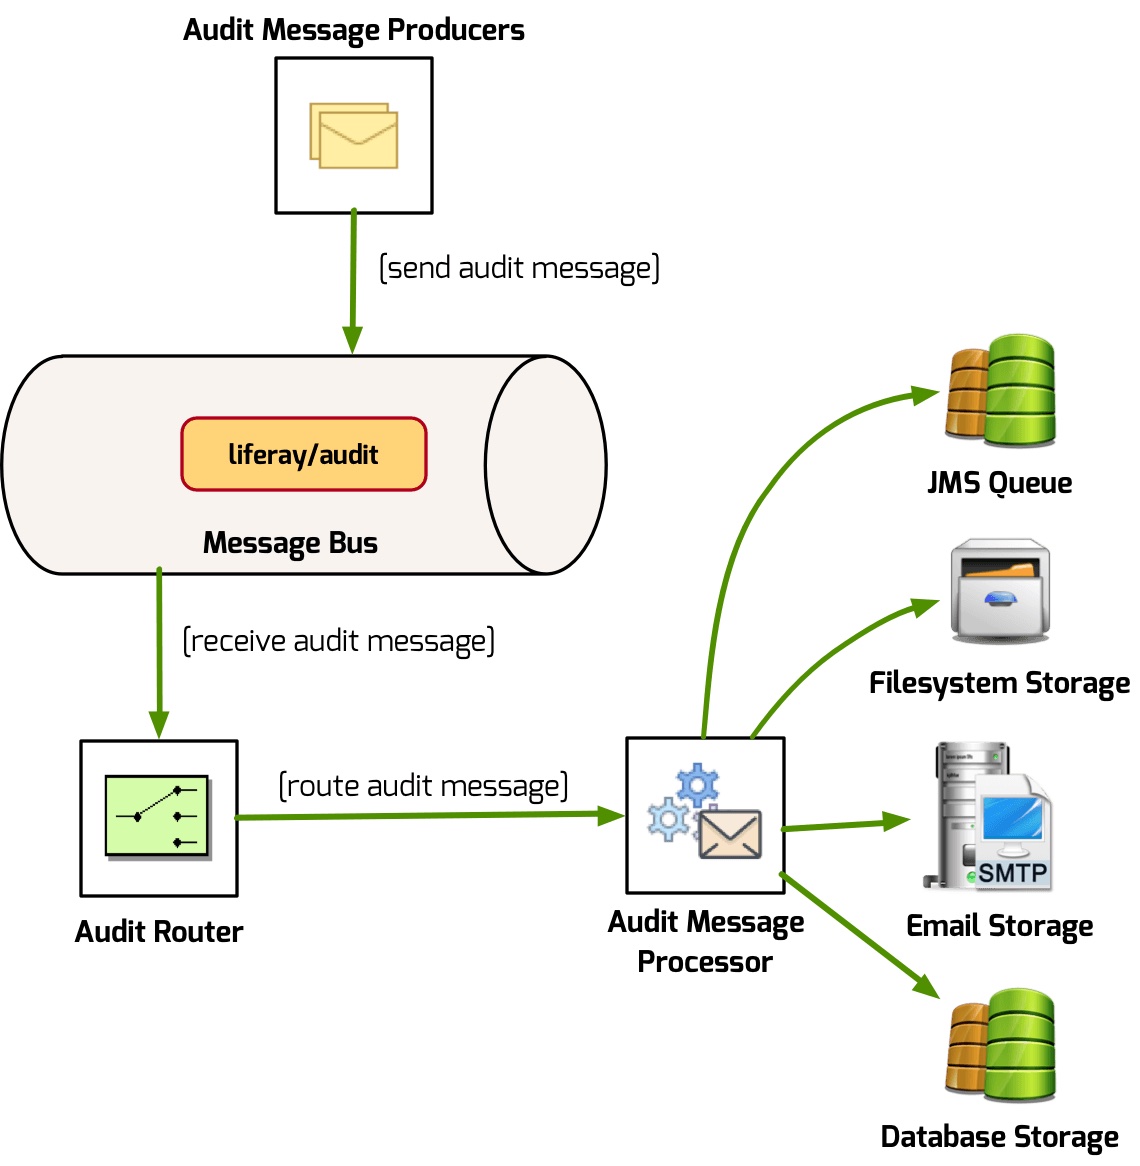 Audit Message Producers
[send audit message]
liferay/audit
Message Bus
[receive audit message]
[route audit message]
Audit Router
Audit Message
Processor
JMS Queue
Filesystem Storage
SMTP
Email Storage
Database Storage